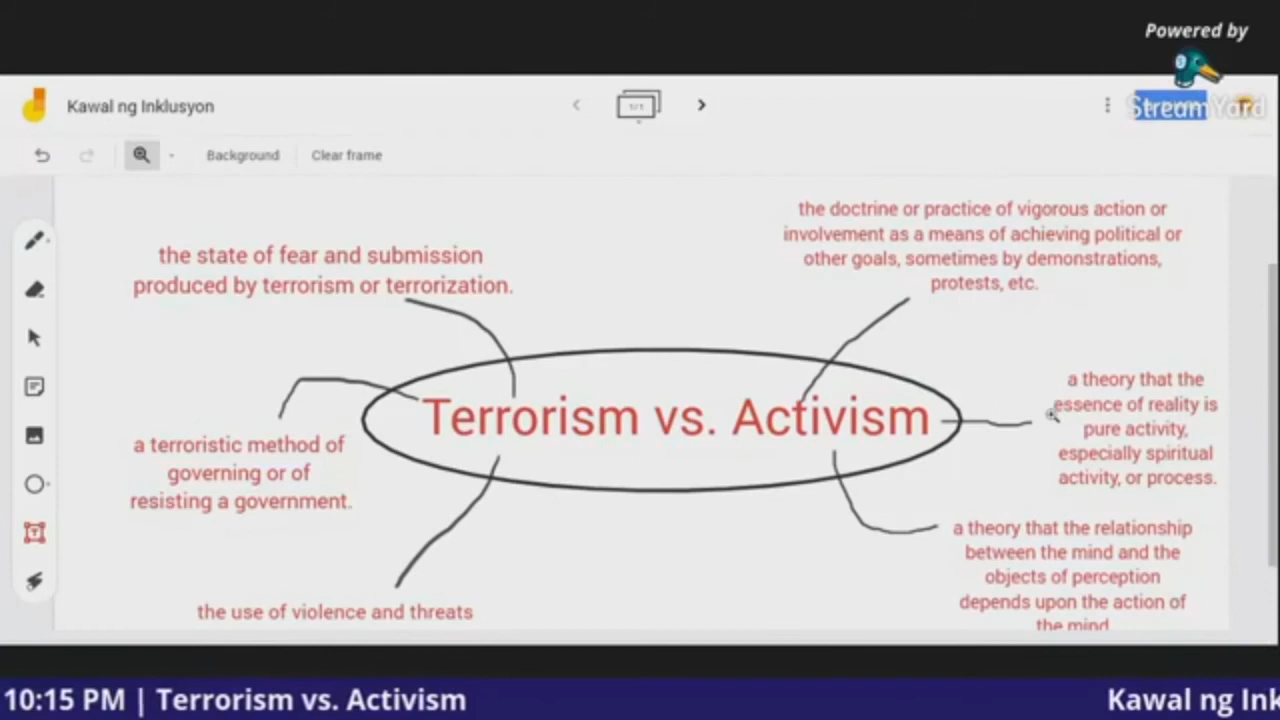 Powered by
StreamYard
Kawal ng Inklusyon
1/1
Background
Clear frame
the state of fear and submission
produced by terrorism or terrorization.
the doctrine or practice of vigorous action or
involvement as a means of achieving political or
other goals, sometimes by demonstrations,
protests, etc.
Terrorism vs. Activism
a terroristic method of
governing or of
resisting a government.
a theory that the
essence of reality is
pure activity,
especially spiritual
activity, or process.
the use of violence and threats
a theory that the relationship
between the mind and the
objects of perception
depends upon the action of
the mind
10:15 PM | Terrorism vs. Activism
Kawal ng Ink